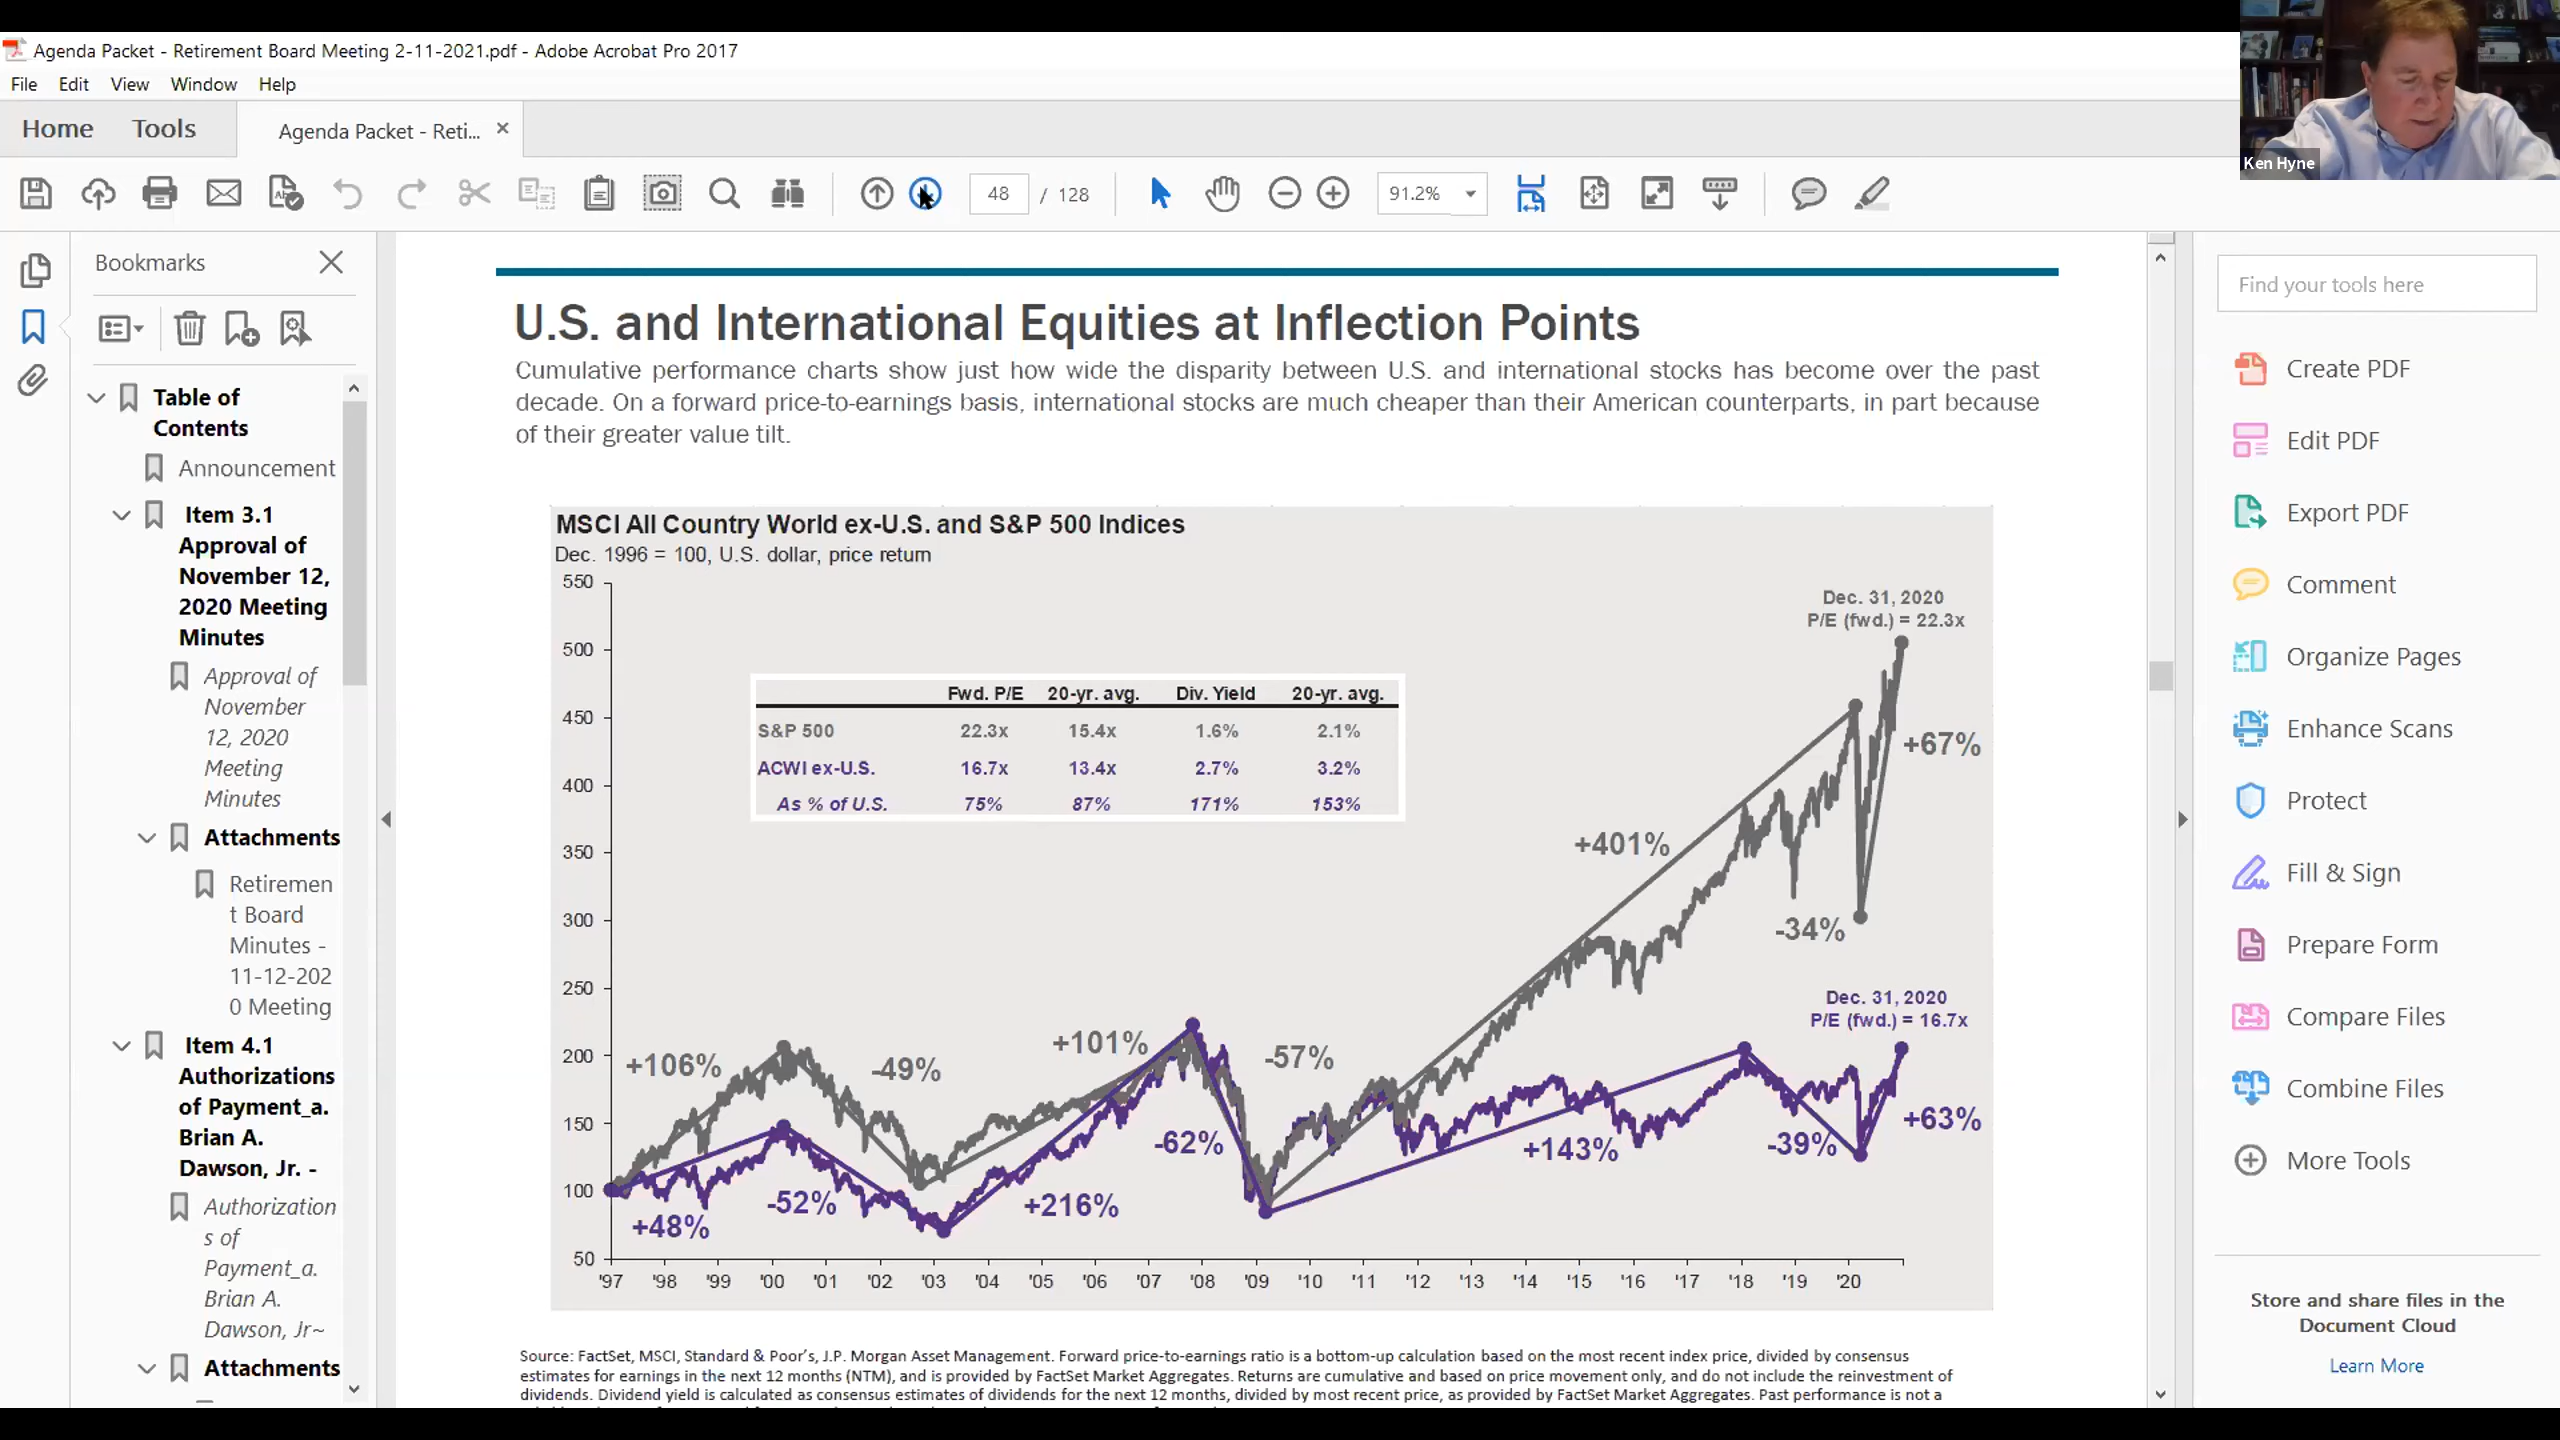 Agenda Packet - Retirement Board Meeting 2-11-2021.pdf - Adobe Acrobat Pro 2017
File Edit View Window Help
Home Tools Agenda Packet - Reti...
48 / 128 91.2%
Ken Hyne
Bookmarks
Table of
Contents
Announcement
Item 3.1
Approval of
November 12,
2020 Meeting
Minutes
Approval of
November
12, 2020
Meeting
Minutes
Attachments
Retiremen
t Board
Minutes -
11-12-202
0 Meeting
Item 4.1
Authorizations
of Payment_a.
Brian A.
Dawson, Jr. -
Authorization
s of
Payment_a.
Brian A.
Dawson, Jr~
Attachments
U.S. and International Equities at Inflection Points
Cumulative performance charts show just how wide the disparity between U.S. and international stocks has become over the past
decade. On a forward price-to-earnings basis, international stocks are much cheaper than their American counterparts, in part because
of their greater value tilt.
MSCI All Country World ex-U.S. and S&P 500 Indices
Dec. 1996 = 100, U.S. dollar, price return
550
500
450
400
350
300
250
200
150
100
50
Fwd. P/E 20-yr. avg. Div. Yield 20-yr. avg.
S&P 500 22.3x 15.4x 1.6% 2.1%
ACWI ex-U.S. 16.7x 13.4x 2.7% 3.2%
As % of U.S. 75% 87% 171% 153%
Dec. 31, 2020
P/E (fwd.) = 22.3x
+67%
+401%
-34%
Dec. 31, 2020
P/E (fwd.) = 16.7x
+106%
-49%
+101%
-57%
+48%
-52%
+216%
-62%
+143%
-39%
+63%
'97 '98 '99 '00 '01 '02 '03 '04 '05 '06 '07 '08 '09 '10 '11 '12 '13 '14 '15 '16 '17 '18 '19 '20
Source: FactSet, MSCI, Standard & Poor's, J.P. Morgan Asset Management. Forward price-to-earnings ratio is a bottom-up calculation based on the most recent index price, divided by consensus
estimates for earnings in the next 12 months (NTM), and is provided by FactSet Market Aggregates. Returns are cumulative and based on price movement only, and do not include the reinvestment of
dividends. Dividend yield is calculated as consensus estimates of dividends for the next 12 months, divided by most recent price, as provided by FactSet Market Aggregates. Past performance is not a
Find your tools here
Create PDF
Edit PDF
Export PDF
Comment
Organize Pages
Enhance Scans
Protect
Fill & Sign
Prepare Form
Compare Files
Combine Files
More Tools
Store and share files in the
Document Cloud
Learn More